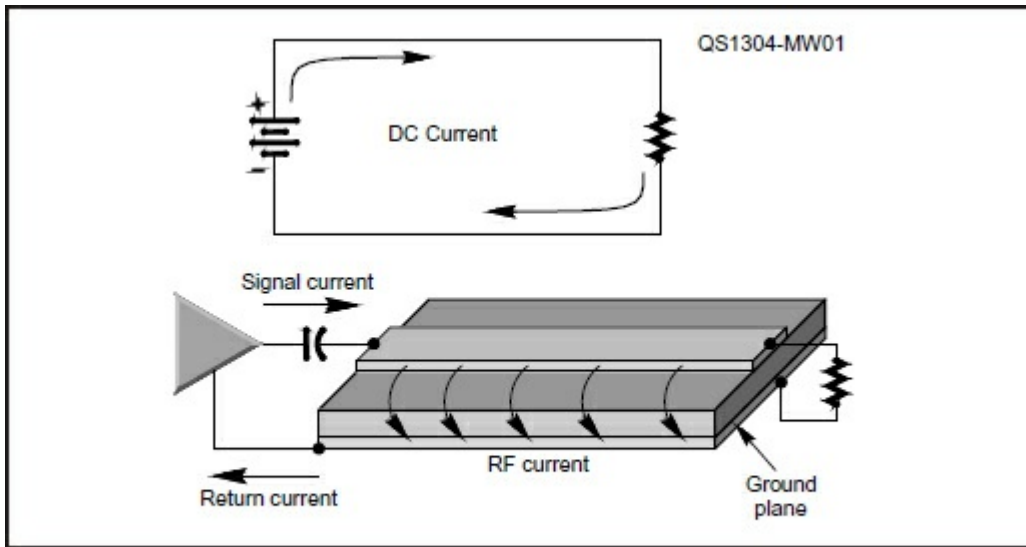 QS1304-MW01
+
DC Current
-
Signal current
RF current
Return current
Ground
plane